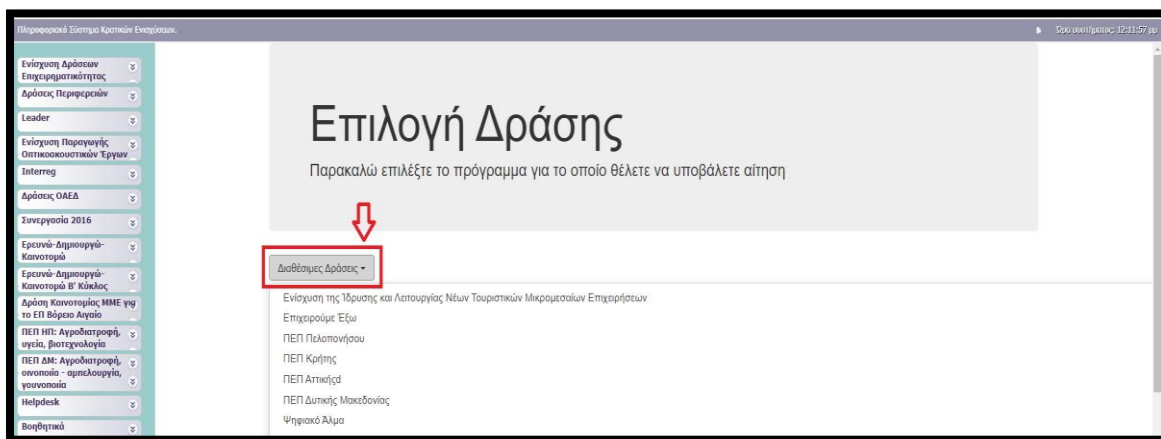 Πληροφοριακό Σύστημα Κρατικών Ενισχύσεων.
Ώρα συστήματος: 12:11:57 μμ
Ενίσχυση Δράσεων
Επιχειρηματικότητας
Δράσεις Περιφερειών
Leader
Ενίσχυση Παραγωγής
Οπτικοακουστικών Έργων
Interreg
Δράσεις ΟΑΕΔ
Συνεργασία 2016
Ερευνώ-Δημιουργώ-
Καινοτομώ
Ερευνώ-Δημιουργώ-
Καινοτομώ Β' Κύκλος
Δράση Καινοτομίας ΜΜΕ για
το ΕΠ Βόρειο Αιγαίο
ΠΕΠ ΗΠ: Αγροδιατροφή,
υγεία, βιοτεχνολογία
ΠΕΠ ΔΜ: Αγροδιατροφή,
οινοποιία - αμπελουργία,
γουνοποιία
Helpdesk
Βοηθητικά
Επιλογή Δράσης
Παρακαλώ επιλέξτε το πρόγραμμα για το οποίο θέλετε να υποβάλετε αίτηση
Διαθέσιμες Δράσεις
Ενίσχυση της Ίδρυσης και Λειτουργίας Νέων Τουριστικών Μικρομεσαίων Επιχειρήσεων
Επιχειρούμε Έξω
ΠΕΠ Πελοπονήσου
ΠΕΠ Κρήτης
ΠΕΠ Αττικήςd
ΠΕΠ Δυτικής Μακεδονίας
Ψηφιακό Άλμα